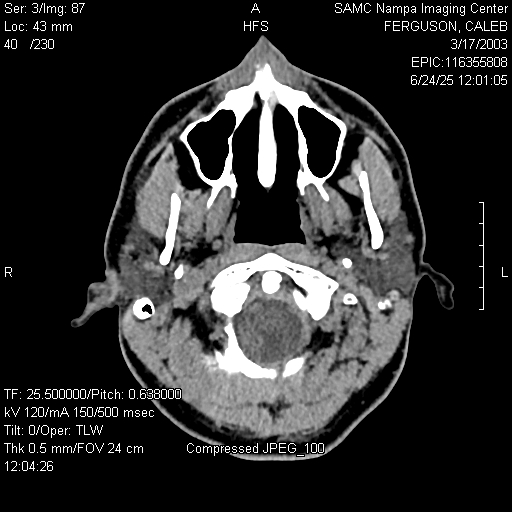 Ser: 3/Img: 87
Loc: 43 mm
40 /230
A
HFS
SAMC Nampa Imaging Center
FERGUSON, CALEB
3/17/2003
EPIC:116355808
6/24/25 12:01:05
R
L
TF: 25.500000/Pitch: 0.638000
kV 120/mA 150/500 msec
Tilt: 0/Oper: TLW
Thk 0.5 mm/FOV 24 cm
12:04:26
Compressed JPEG_100